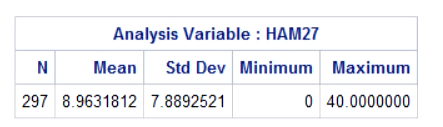 Analysis Variable : HAM27
N Mean Std Dev Minimum Maximum
297 8.9631812 7.8892521 0 40.0000000